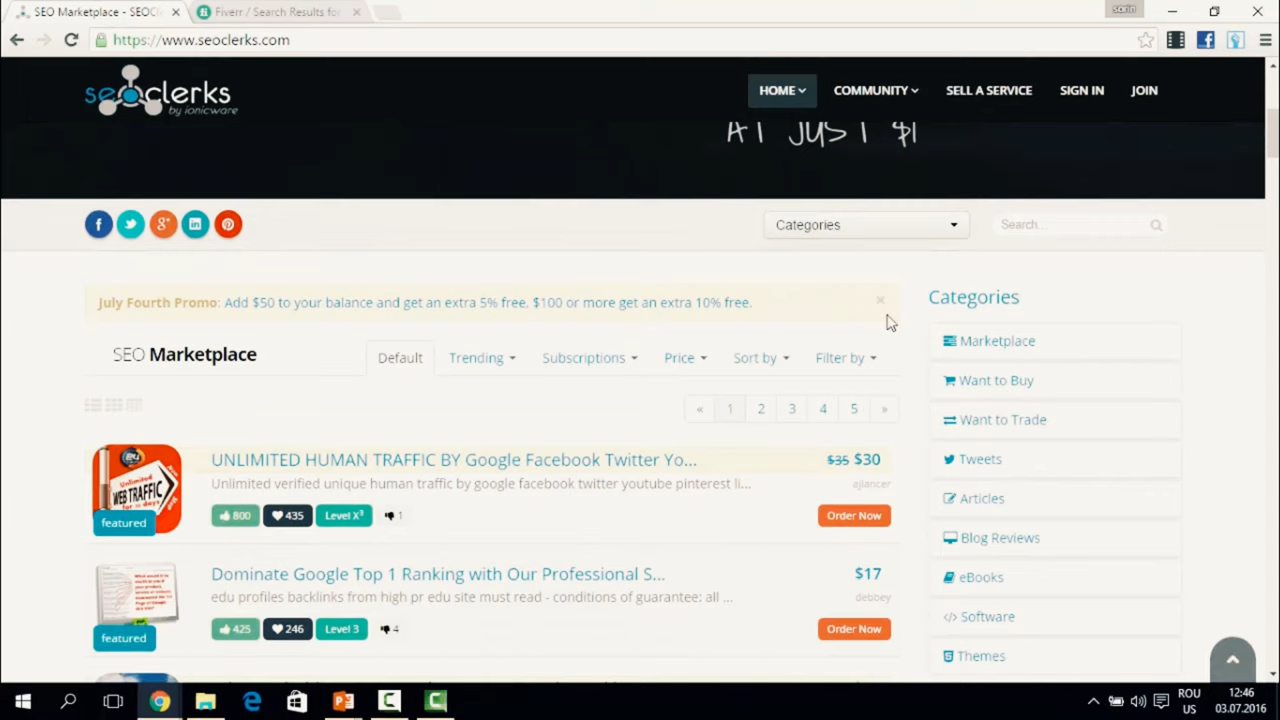 SEO Marketplace - SEOCl
Fiverr / Search Results for
sorin
https://www.seoclerks.com
seoclerks
by ionicware
HOME
COMMUNITY
SELL A SERVICE
SIGN IN
JOIN
AT JUST $1
Categories
Search...
July Fourth Promo: Add $50 to your balance and get an extra 5% free. $100 or more get an extra 10% free.
Categories
SEO Marketplace
Default
Trending
Subscriptions
Price
Sort by
Filter by
« 1 2 3 4 5 »
UNLIMITED HUMAN TRAFFIC BY Google Facebook Twitter Yo...
$35 $30
Unlimited verified unique human traffic by google facebook twitter youtube pinterest li...
ajlancer
Unlimited
WEB TRAFFIC
featured
800
435
Level X³
1
Order Now
Dominate Google Top 1 Ranking with Our Professional S...
$17
edu profiles backlinks from high pr edu site must read - conditions of guarantee: all ...
debbey
featured
425
246
Level 3
4
Order Now
Marketplace
Want to Buy
Want to Trade
Tweets
Articles
Blog Reviews
eBooks
Software
Themes
ROU
US
12:46
03.07.2016